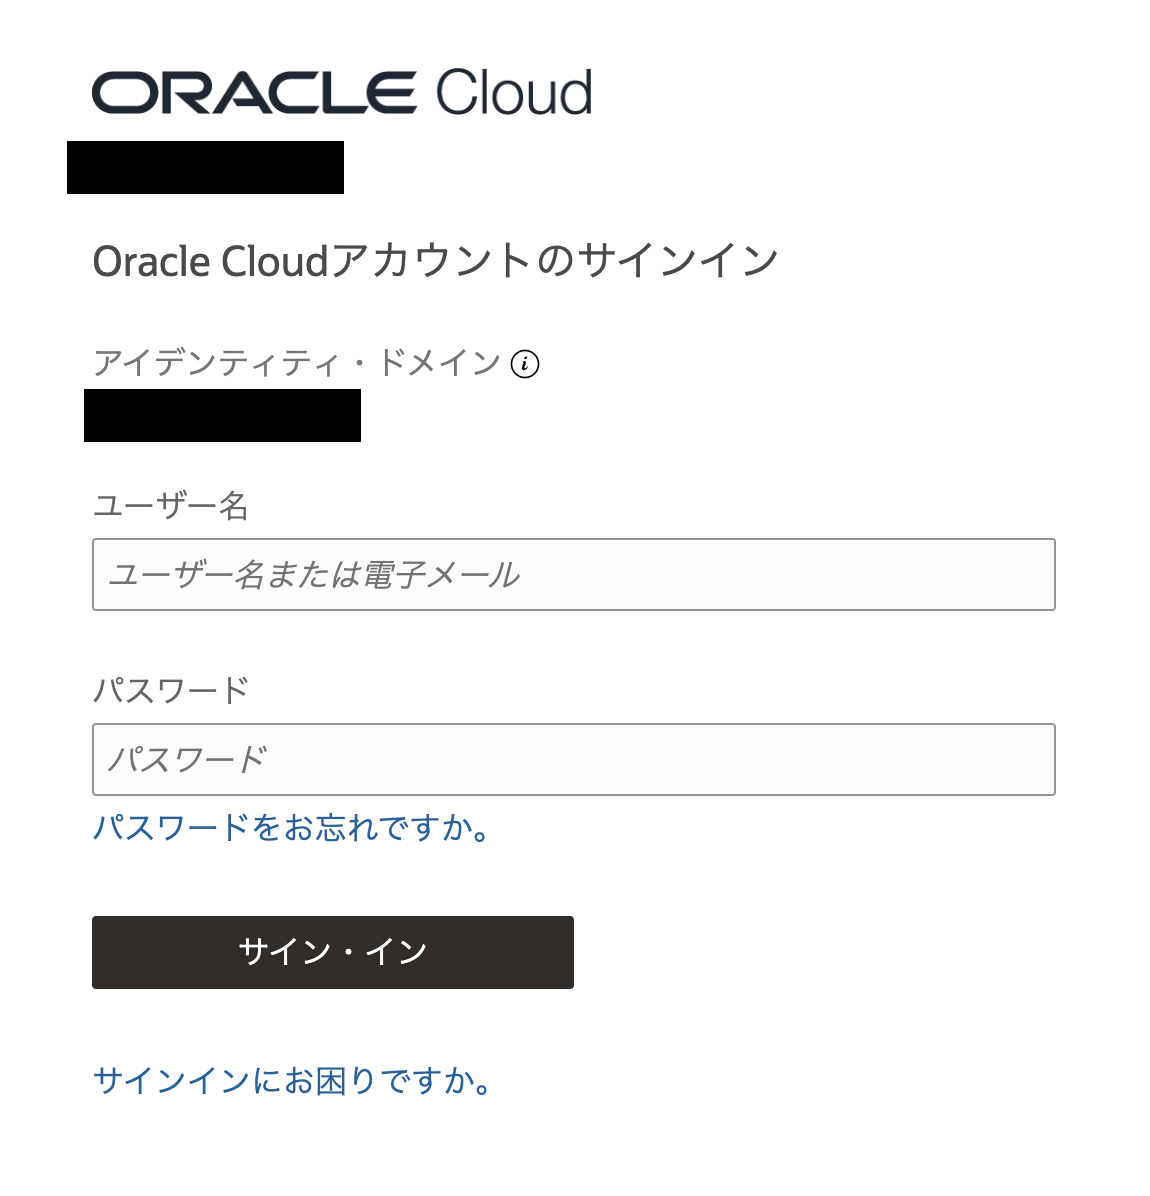 ORACLE Cloud
Oracle Cloudアカウントのサインイン
アイデンティティ・ドメイン i
ユーザー名
ユーザー名または電子メール
パスワード
パスワード
パスワードをお忘れですか。
サイン・イン
サインインにお困りですか。